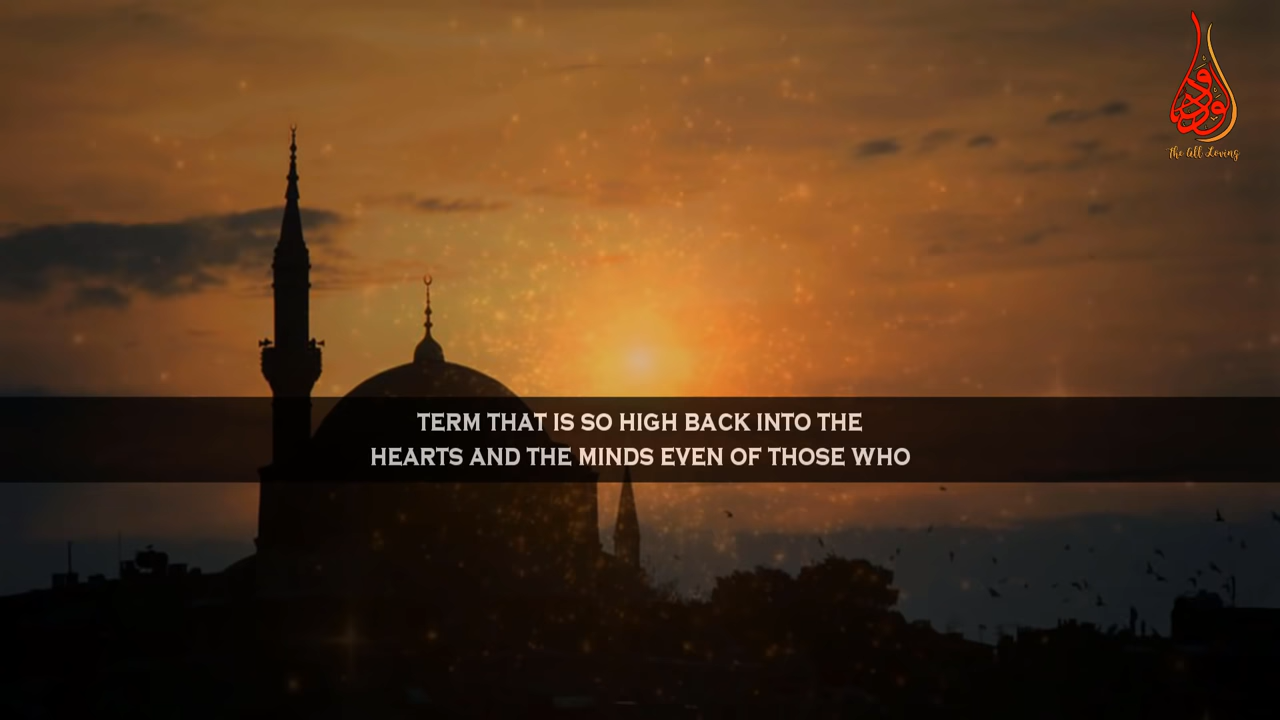 الودود
The All Loving
TERM THAT IS SO HIGH BACK INTO THE
HEARTS AND THE MINDS EVEN OF THOSE WHO